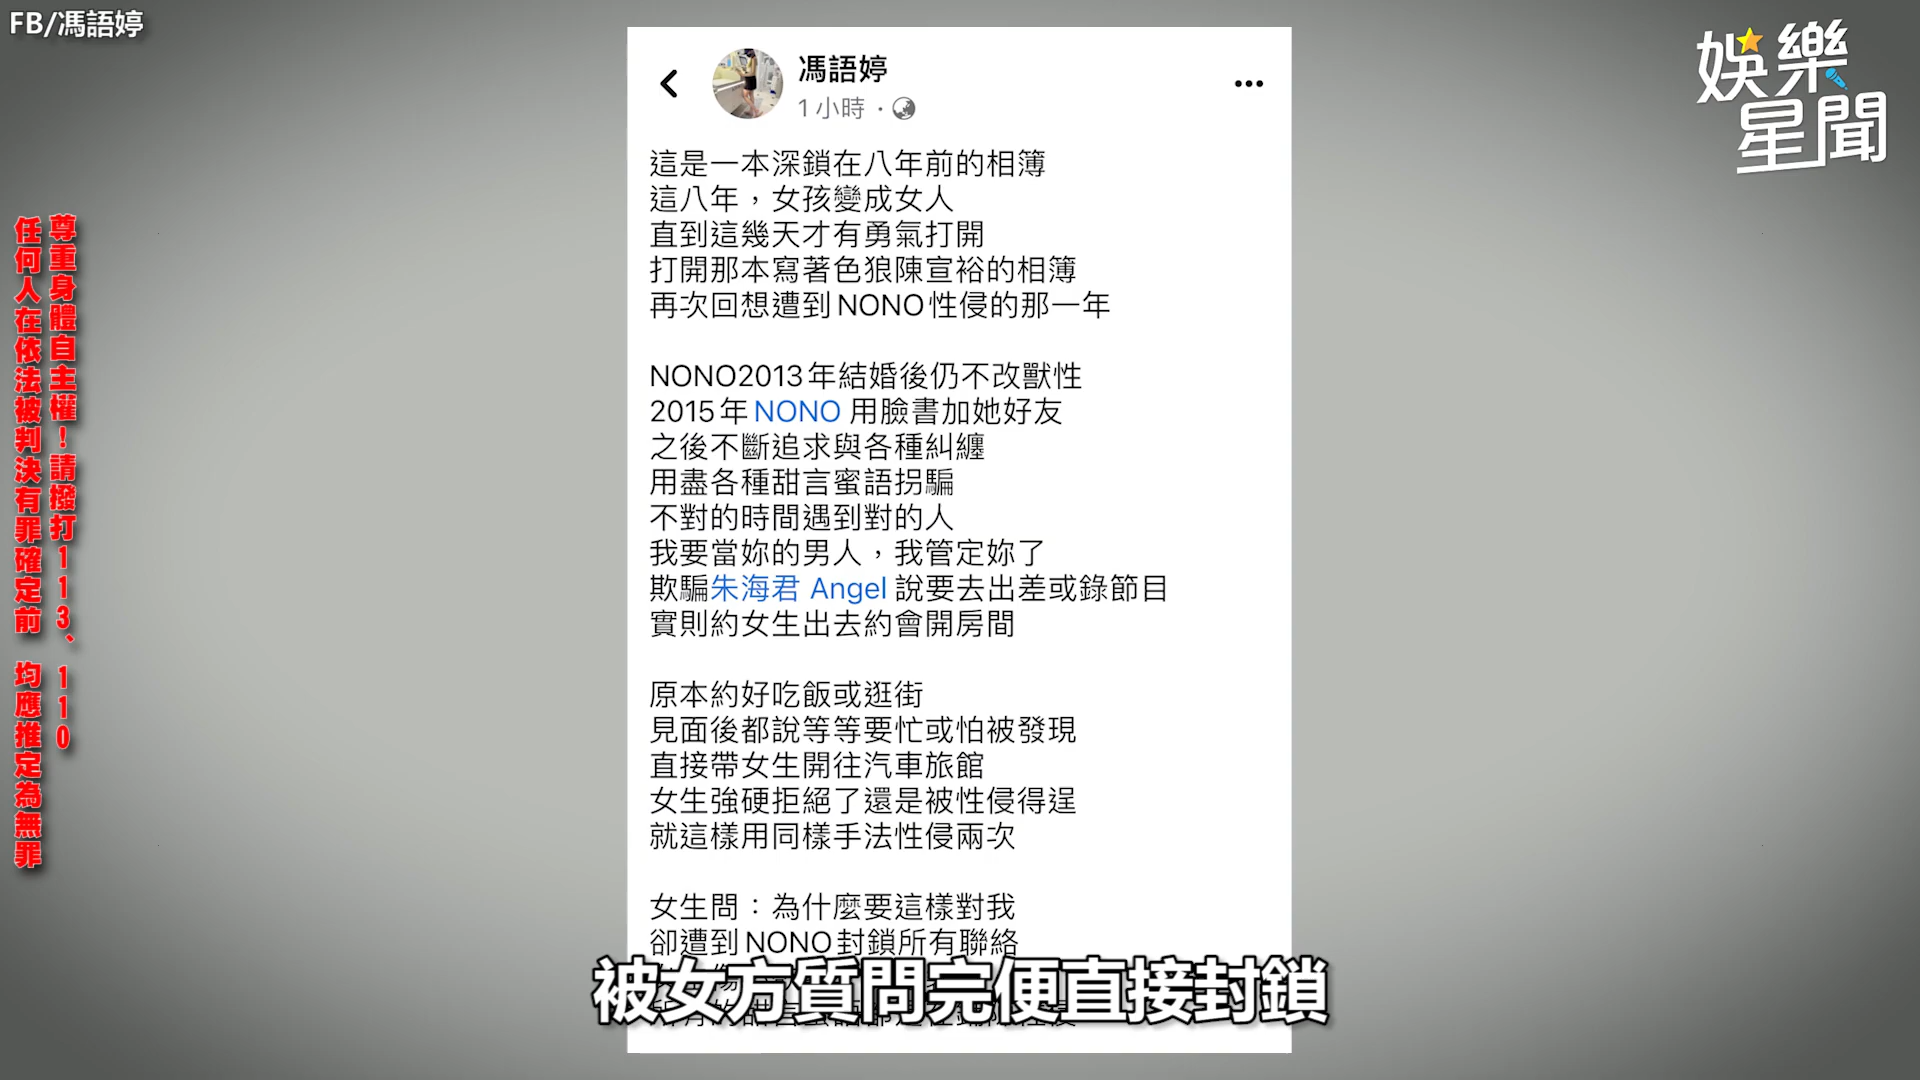 FB/馮語婷
娛樂
星聞
馮語婷
1小時
這是一本深鎖在八年前的相簿
這八年，女孩變成女人
直到這幾天才有勇氣打開
打開那本寫著色狼陳宣裕的相簿
再次回想遭到NONO性侵的那一年
NONO2013年結婚後仍不改獸性
2015年NONO 用臉書加她好友
之後不斷追求與各種糾纏
用盡各種甜言蜜語拐騙
不對的時間遇到對的人
我要當妳的男人，我管定妳了
欺騙朱海君 Angel 說要去出差或錄節目
實則約女生出去約會開房間
原本約好吃飯或逛街
見面後都說等等要忙或怕被發現
直接帶女生開往汽車旅館
女生強硬拒絕了還是被性侵得逞
就這樣用同樣手法性侵兩次
女生問：為什麼要這樣對我
卻遭到NONO封鎖所有聯絡
被女方質問完便直接封鎖
尊重身體自主權！請撥打113、110
任何人在依法被判決有罪確定前 均應推定為無罪